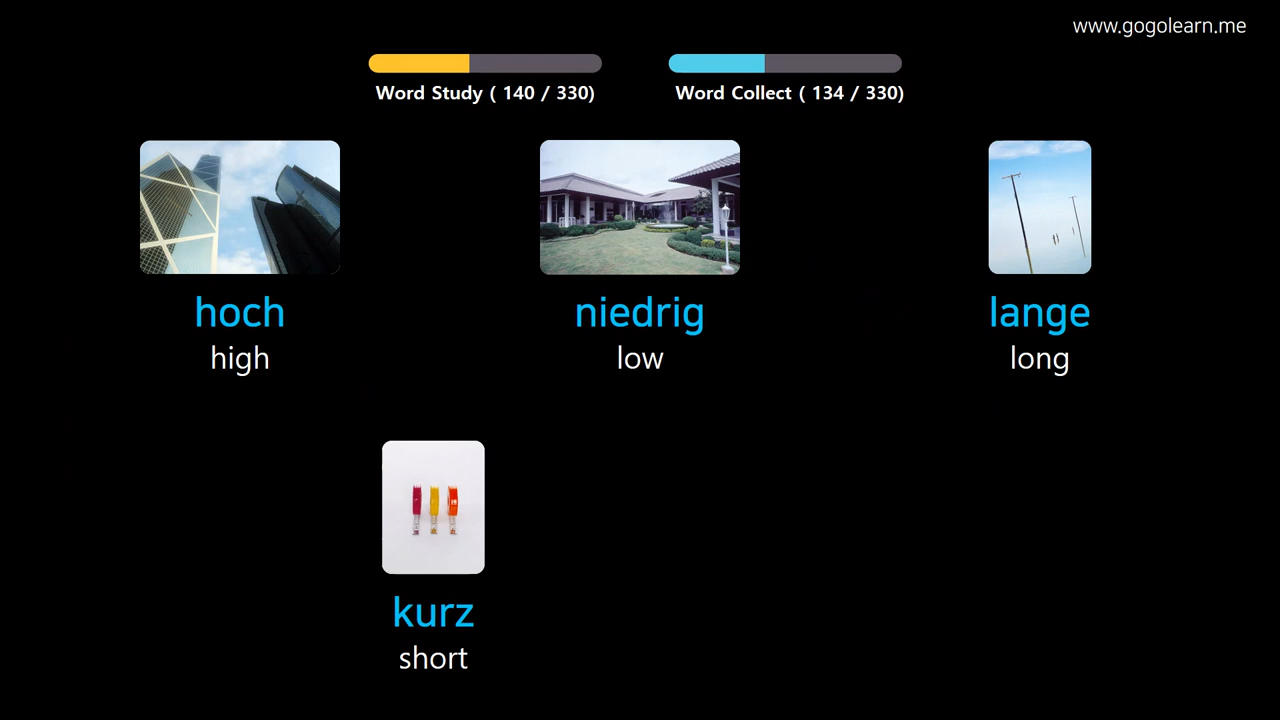 www.gogolearn.me
Word Study ( 140 / 330)
Word Collect ( 134 / 330)
hoch
high
niedrig
low
lange
long
kurz
short